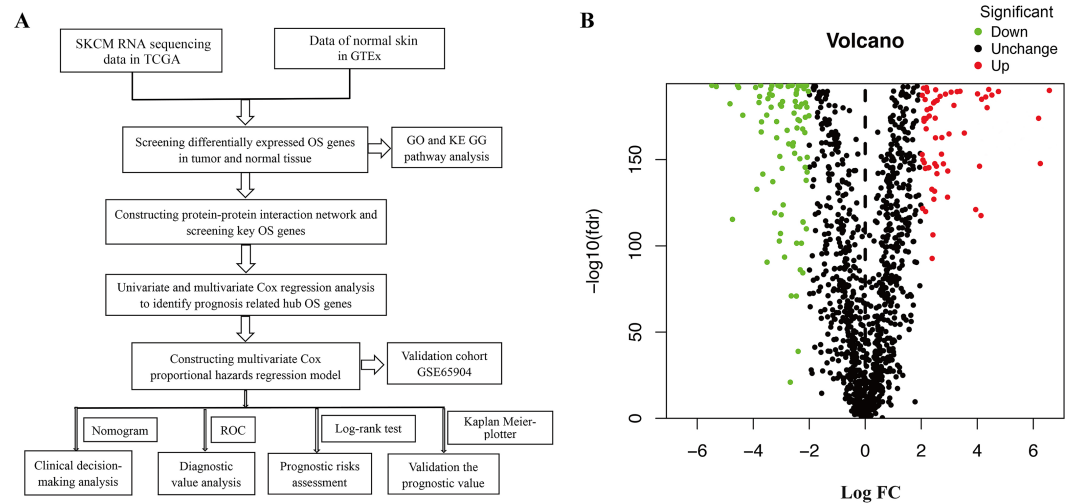 A
SKCM RNA sequencing
data in TCGA
Data of normal skin
in GTEx
Screening differentially expressed OS genes
in tumor and normal tissue
GO and KE GG
pathway analysis
Constructing protein-protein interaction network and
screening key OS genes
Univariate and multivariate Cox regression analysis
to identify prognosis related hub OS genes
Constructing multivariate Cox
proportional hazards regression model
Validation cohort
GSE65904
Nomogram
ROC
Log-rank test
Kaplan Meier-
plotter
Clinical decision-
making analysis
Diagnostic
value analysis
Prognostic risks
assessment
Validation the
prognostic value
B
Volcano
Significant
Down
Unchange
Up
-log10(fdr)
150
100
50
0
-6
-4
-2
0
2
4
6
Log FC